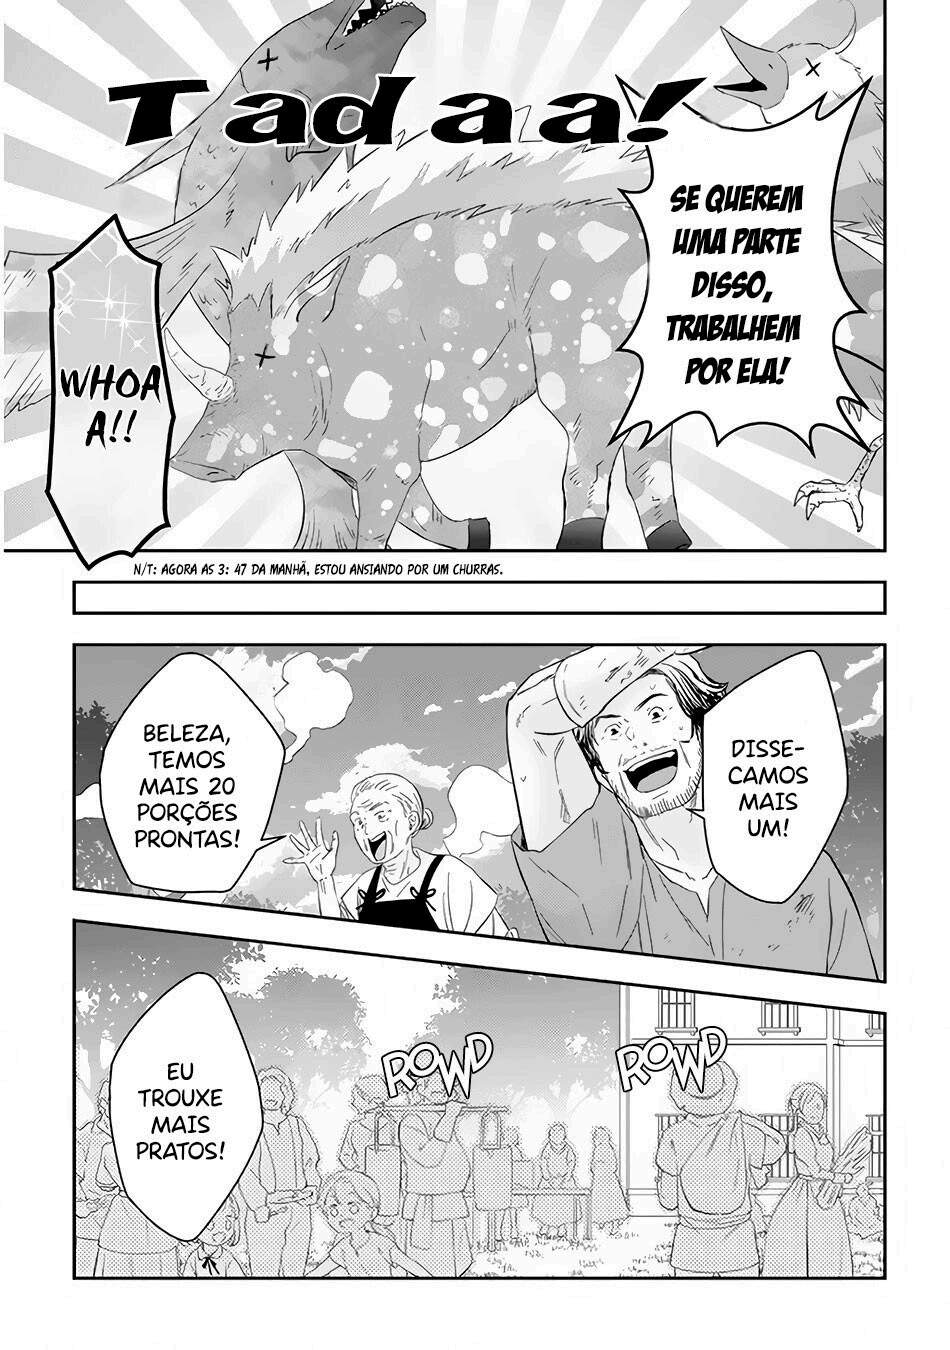 Tadaa!
SE QUEREM
UMA PARTE
DISSO,
TRABALHEM
POR ELA!
WHOA
A!!
N/T: AGORA AS 3: 47 DA MANHÃ, ESTOU ANSIANDO POR UM CHURRAS.
DISSE-
CAMOS
MAIS
UM!
BELEZA,
TEMOS
MAIS 20
PORÇÕES
PRONTAS!
ROWD
ROWD
EU
TROUXE
MAIS
PRATOS!